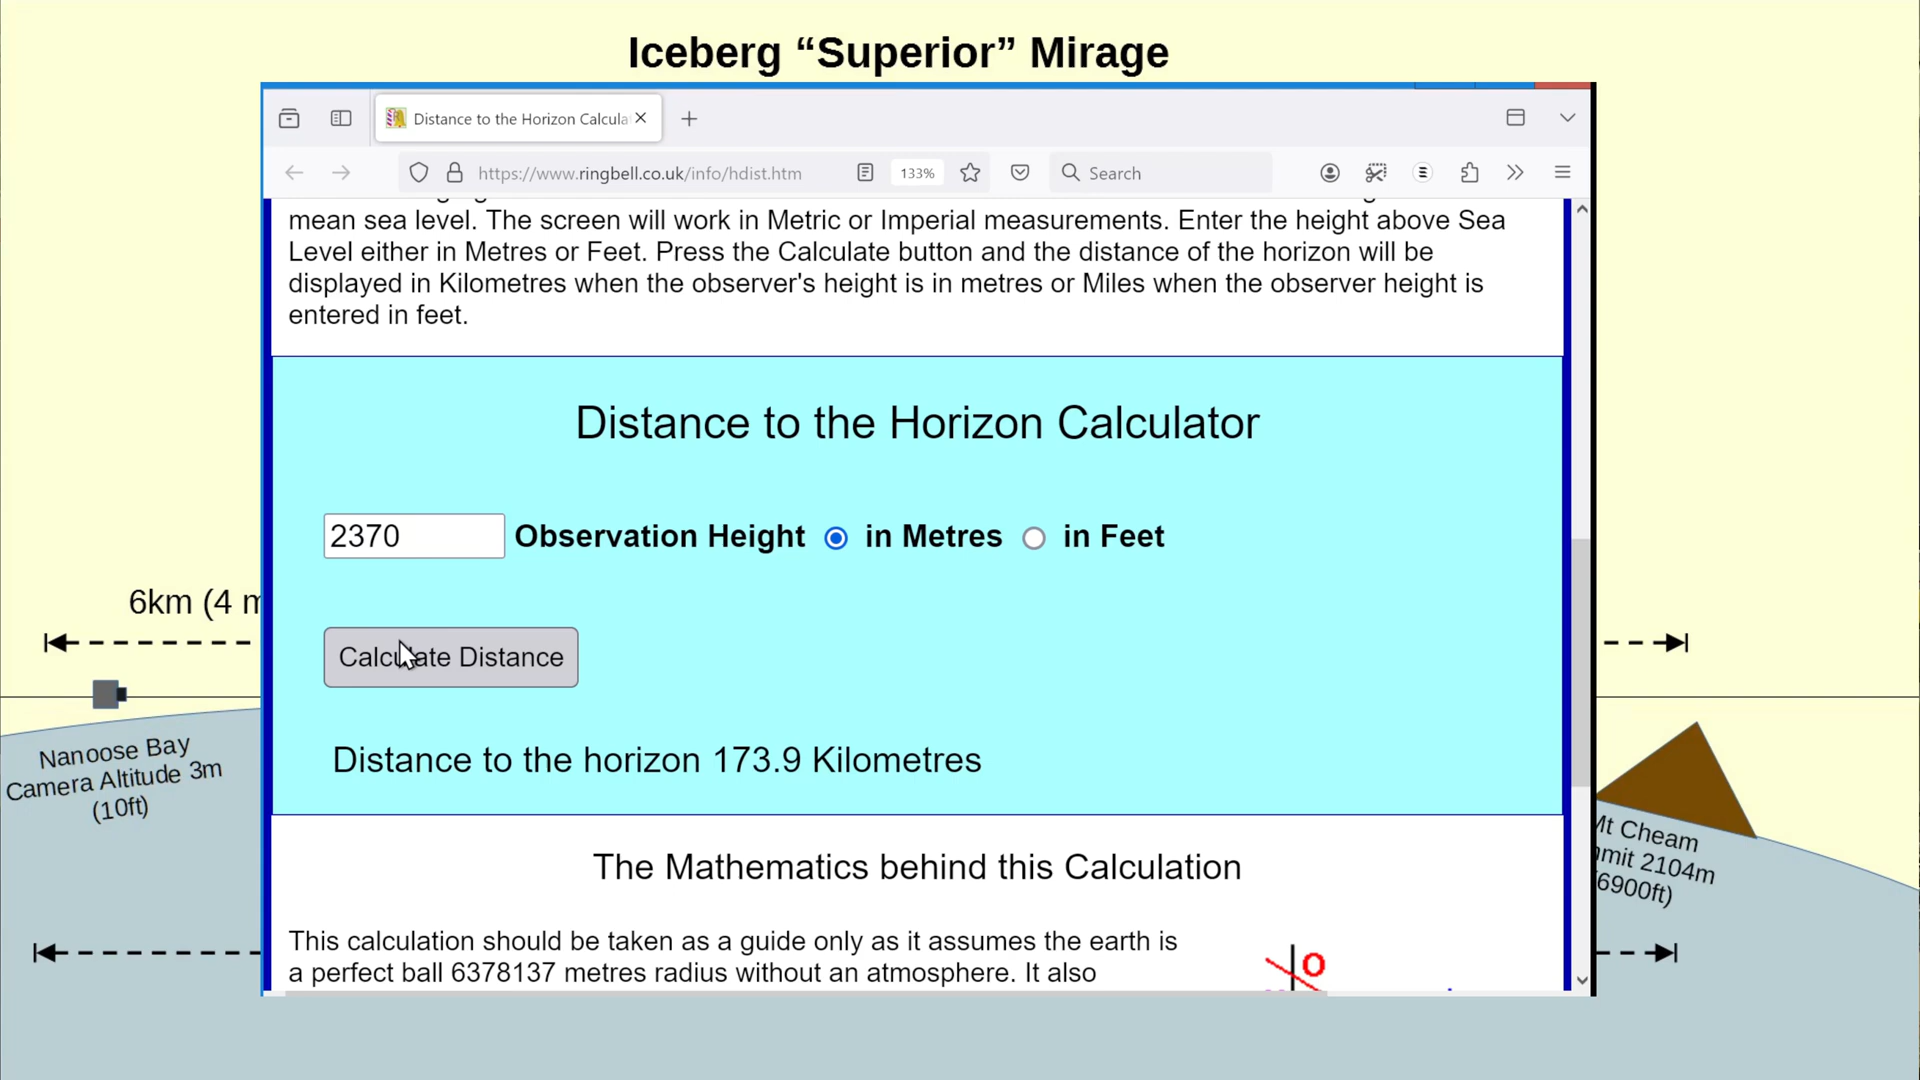 Iceberg “Superior” Mirage
Distance to the Horizon Calcula
https://www.ringbell.co.uk/info/hdist.htm
133%
Search
mean sea level. The screen will work in Metric or Imperial measurements. Enter the height above Sea
Level either in Metres or Feet. Press the Calculate button and the distance of the horizon will be
displayed in Kilometres when the observer's height is in metres or Miles when the observer height is
entered in feet.
Distance to the Horizon Calculator
2370 Observation Height in Metres in Feet
6km (4 m
Calculate Distance
Distance to the horizon 173.9 Kilometres
Nanoose Bay
Camera Altitude 3m
(10ft)
Mt Cheam
mmit 2104m
6900ft)
The Mathematics behind this Calculation
This calculation should be taken as a guide only as it assumes the earth is
a perfect ball 6378137 metres radius without an atmosphere. It also
O